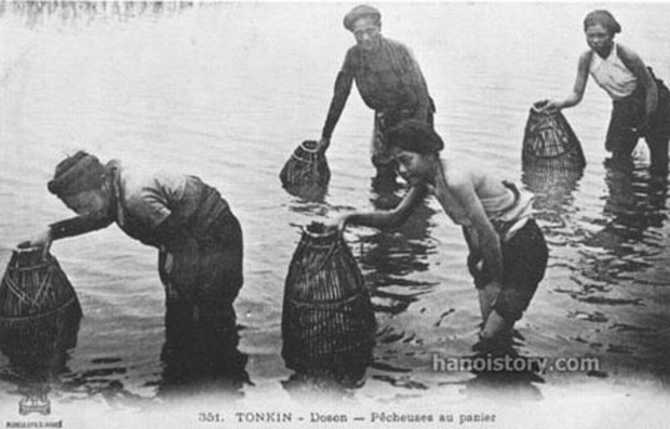 hanoistory.com
351. TONKIN - Doson — Pêcheuses au panier